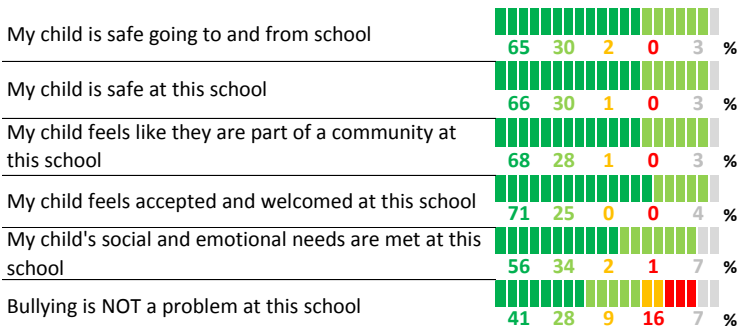 My child is safe going to and from school
65 30 2 0 3 %
My child is safe at this school
66 30 1 0 3 %
My child feels like they are part of a community at
this school
68 28 1 0 3 %
My child feels accepted and welcomed at this school
71 25 0 0 4 %
My child's social and emotional needs are met at this
school
56 34 2 1 7 %
Bullying is NOT a problem at this school
41 28 9 16 7 %